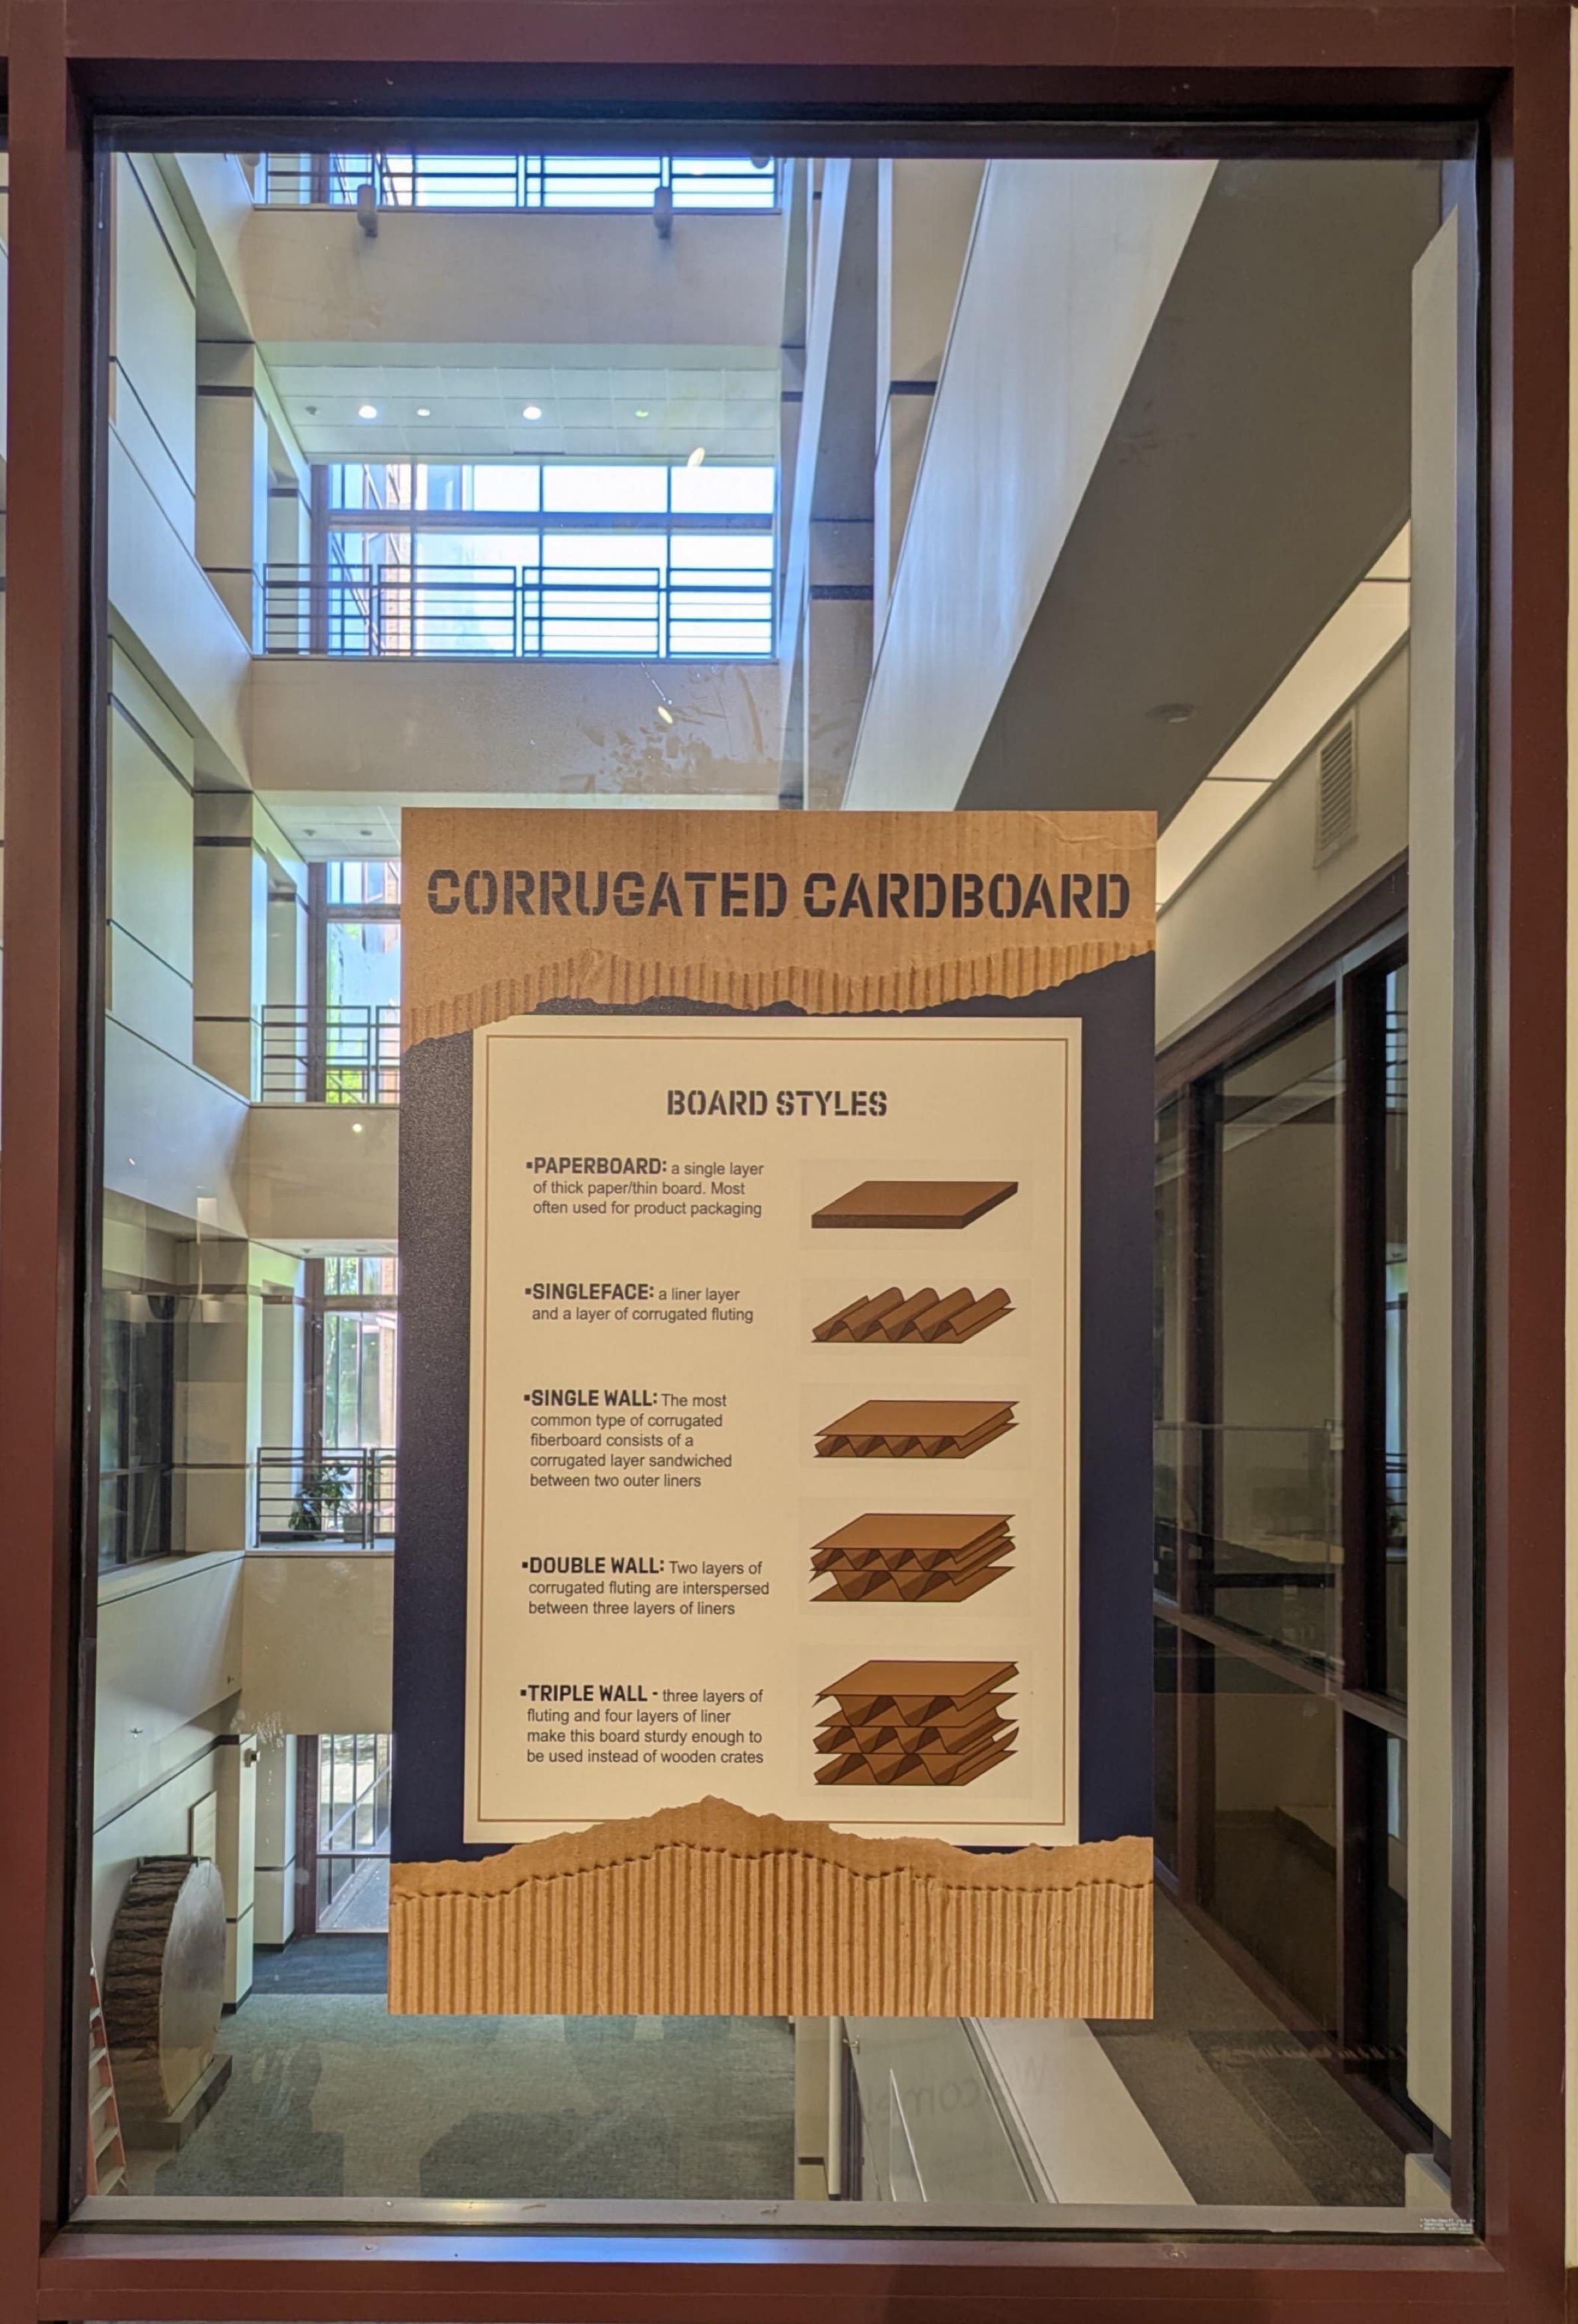 CORRUGATED CARDBOARD
BOARD STYLES
▪PAPERBOARD: a single layer
of thick paper/thin board. Most
often used for product packaging
▪SINGLEFACE: a liner layer
and a layer of corrugated fluting
▪SINGLE WALL: The most
common type of corrugated
fiberboard consists of a
corrugated layer sandwiched
between two outer liners
▪DOUBLE WALL: Two layers of
corrugated fluting are interspersed
between three layers of liners
▪TRIPLE WALL - three layers of
fluting and four layers of liner
make this board sturdy enough to
be used instead of wooden crates